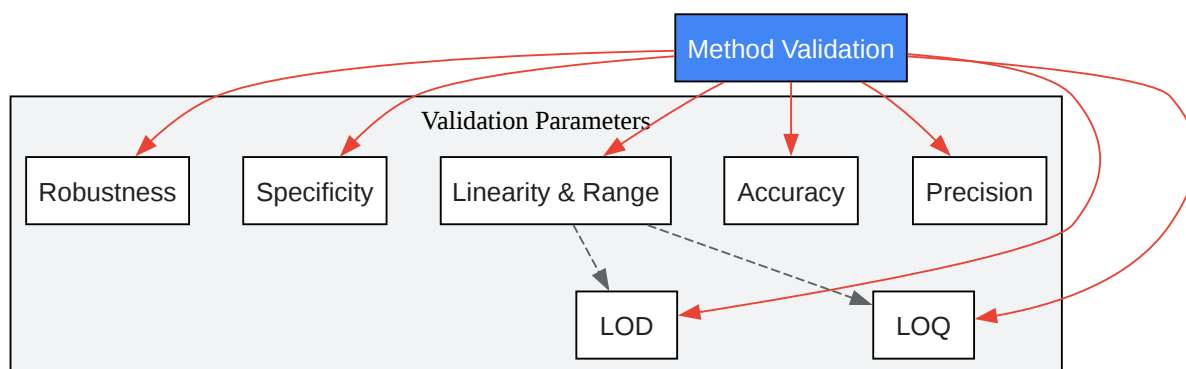 Method Validation
Validation Parameters
Robustness
Specificity
Linearity & Range
Accuracy
Precision
LOD
LOQ